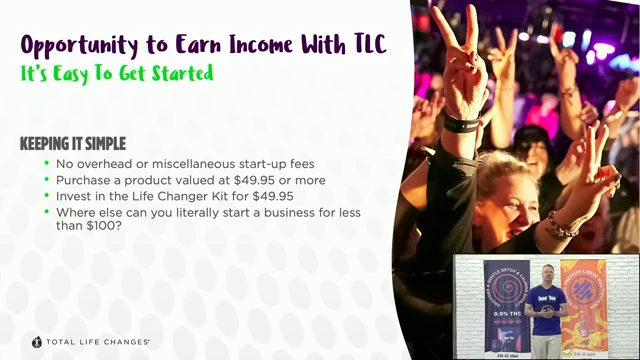 Opportunity to Earn Income With TLC
It's Easy To Get Started
KEEPING IT SIMPLE
• No overhead or miscellaneous start-up fees
• Purchase a product valued at $49.95 or more
• Invest in the Life Changer Kit for $49.95
• Where else can you literally start a business for less
than $100?
TOTAL LIFE CHANGES®
0.0% THC
Iaso Tea